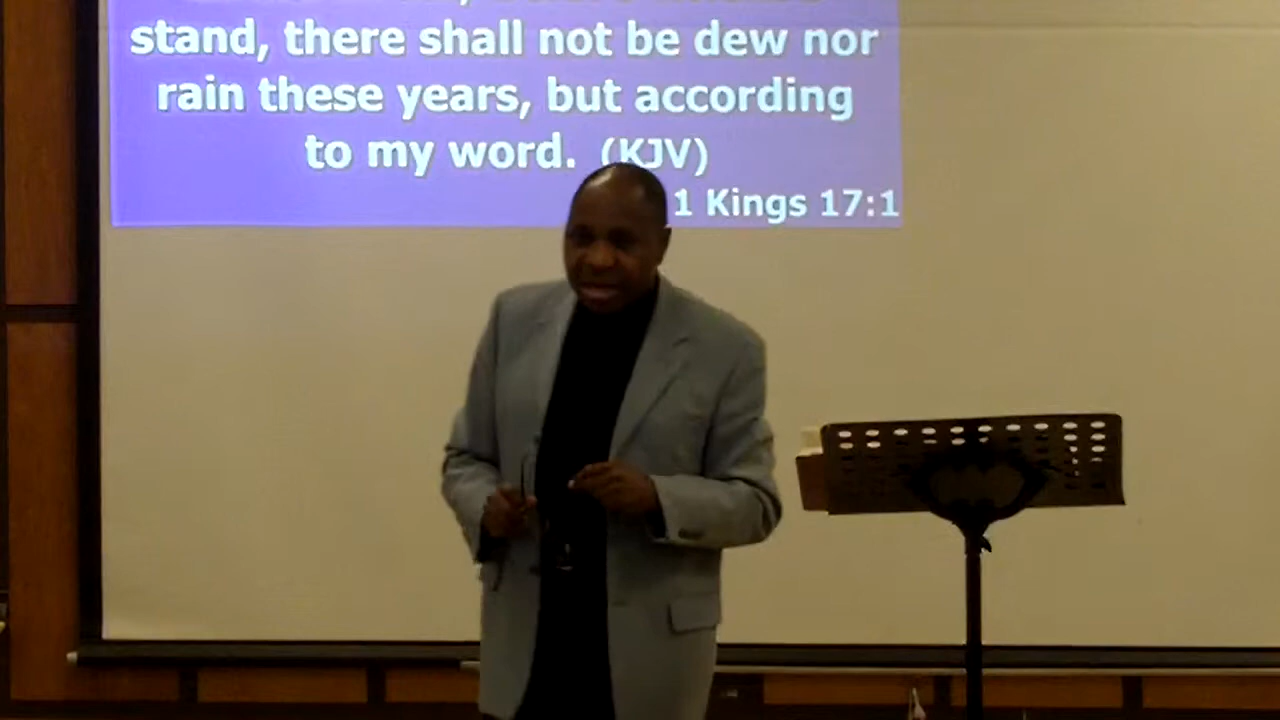 stand, there shall not be dew nor
rain these years, but according
to my word. (KJV)
1 Kings 17:1